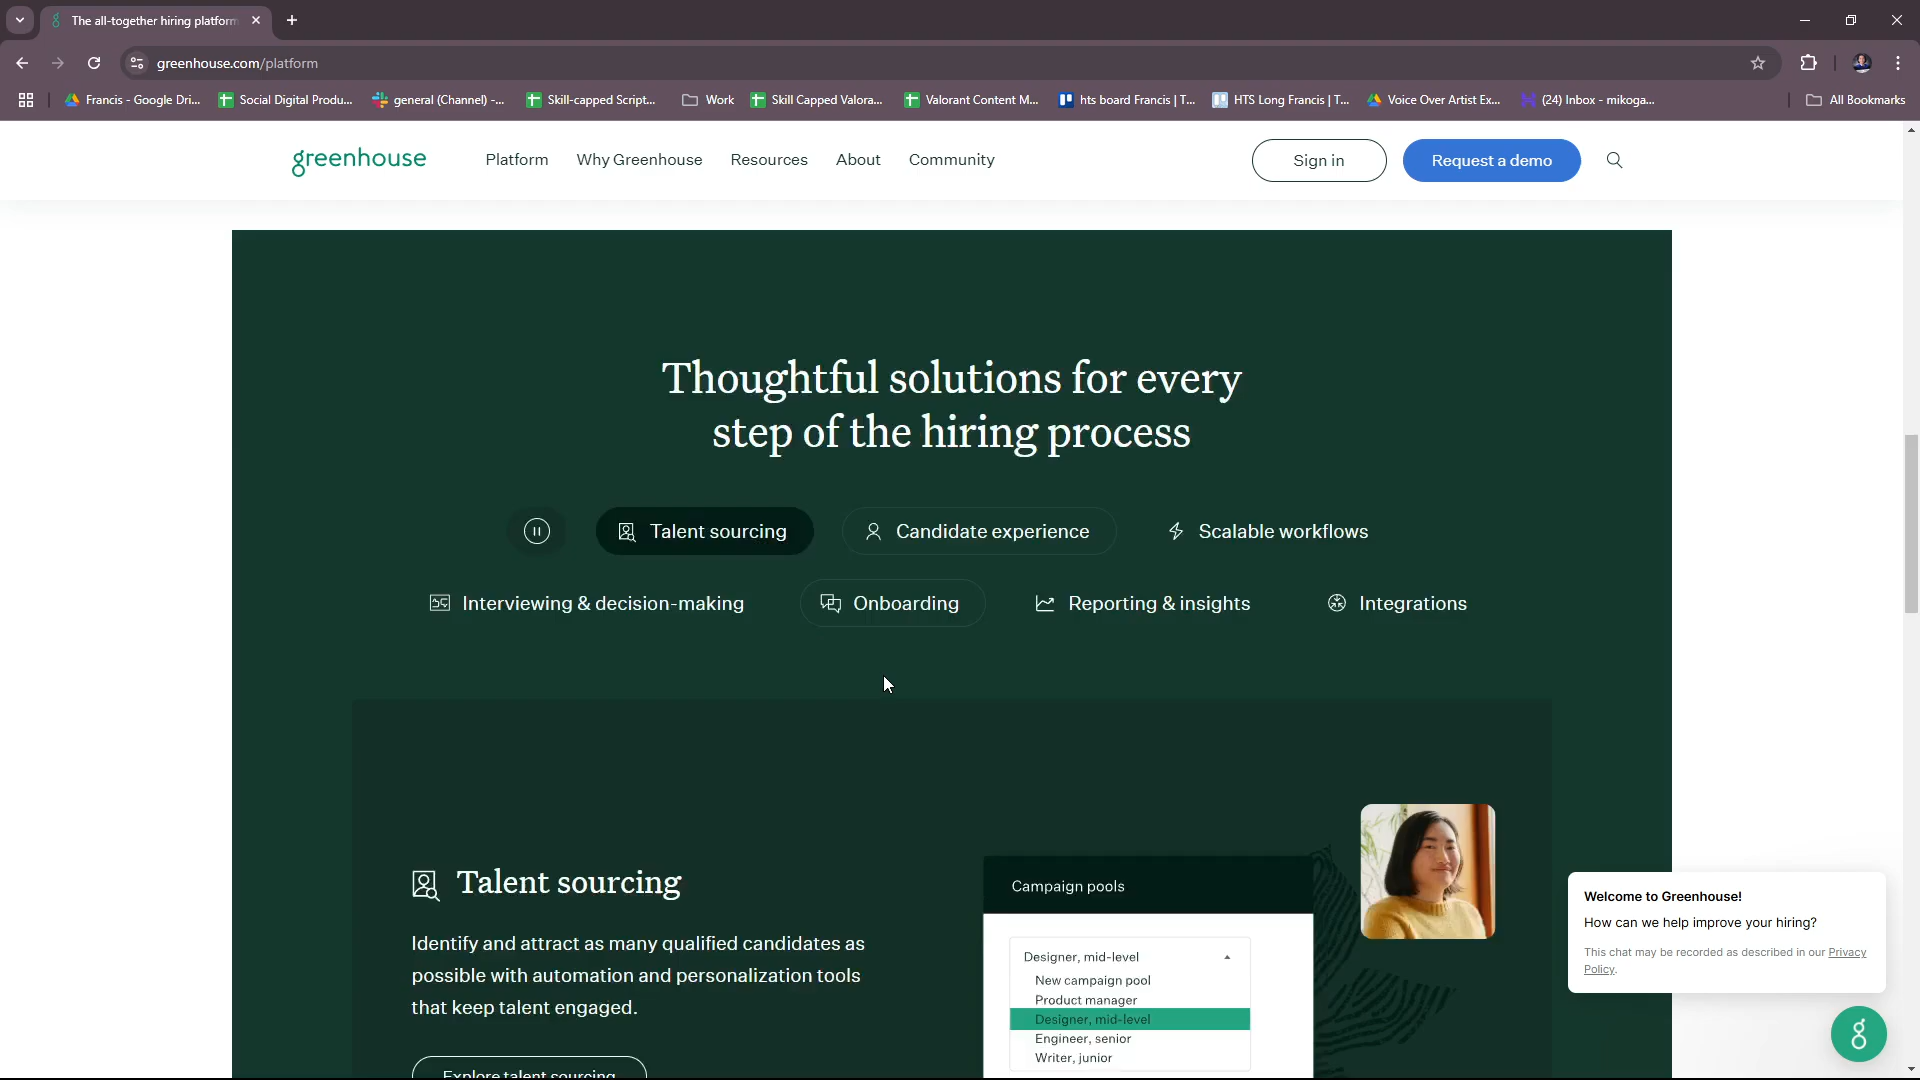 The all-together hiring platform
greenhouse.com/platform
Francis - Google Dri...
Social Digital Produ...
general (Channel) -...
Skill-capped Script...
Work
Skill Capped Valora...
Valorant Content M...
hts board Francis | T...
HTS Long Francis | T...
Voice Over Artist Ex...
(24) Inbox - mikoga...
All Bookmarks
greenhouse
Platform
Why Greenhouse
Resources
About
Community
Sign in
Request a demo
Thoughtful solutions for every
step of the hiring process
Talent sourcing
Candidate experience
Scalable workflows
Interviewing & decision-making
Onboarding
Reporting & insights
Integrations
Talent sourcing
Identify and attract as many qualified candidates as
possible with automation and personalization tools
that keep talent engaged.
Explore talent sourcing
Campaign pools
Designer, mid-level
New campaign pool
Product manager
Designer, mid-level
Engineer, senior
Writer, junior
Welcome to Greenhouse!
How can we help improve your hiring?
This chat may be recorded as described in our Privacy
Policy.